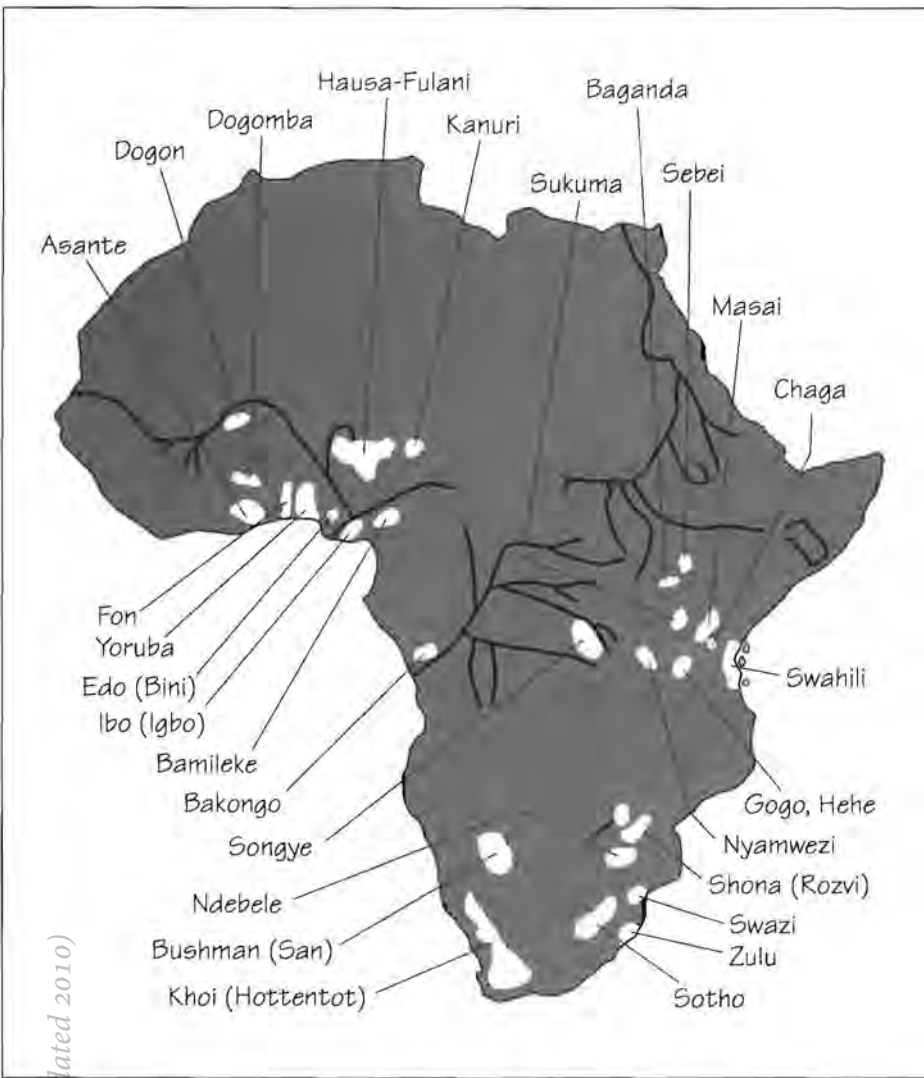 Hausa-Fulani
Baganda
Dogomba
Kanuri
Dogon
Sukuma
Sebei
Asante
Masai
Chaga
Fon
Yoruba
Edo (Bini)
Ibo (Igbo)
Swahili
Bamileke
Bakongo
Gogo, Hehe
Songye
Nyamwezi
Ndebele
Shona (Rozvi)
Bushman (San)
Swazi
Zulu
Khoi (Hottentot)
Sotho
2010)